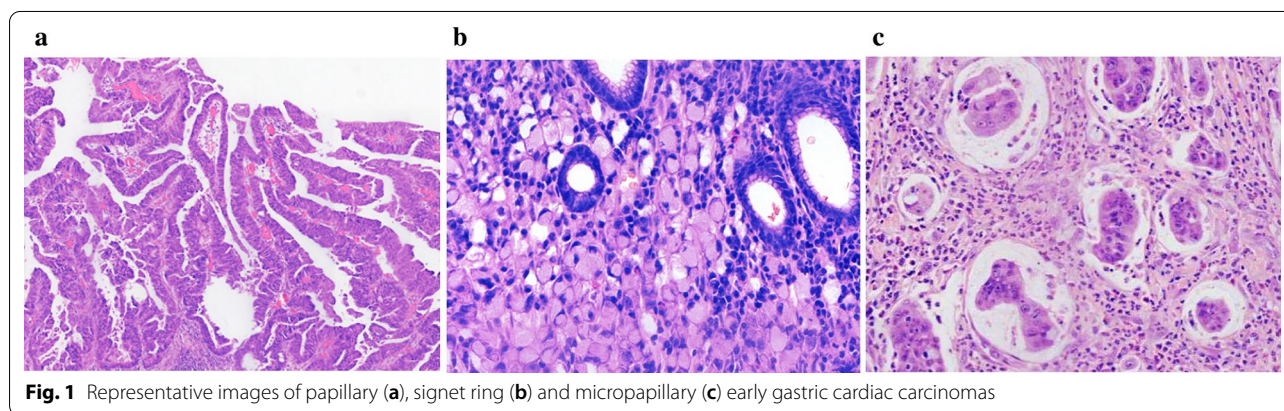 a
b
c
Fig. 1 Representative images of papillary (a), signet ring (b) and micropapillary (c) early gastric cardiac carcinomas